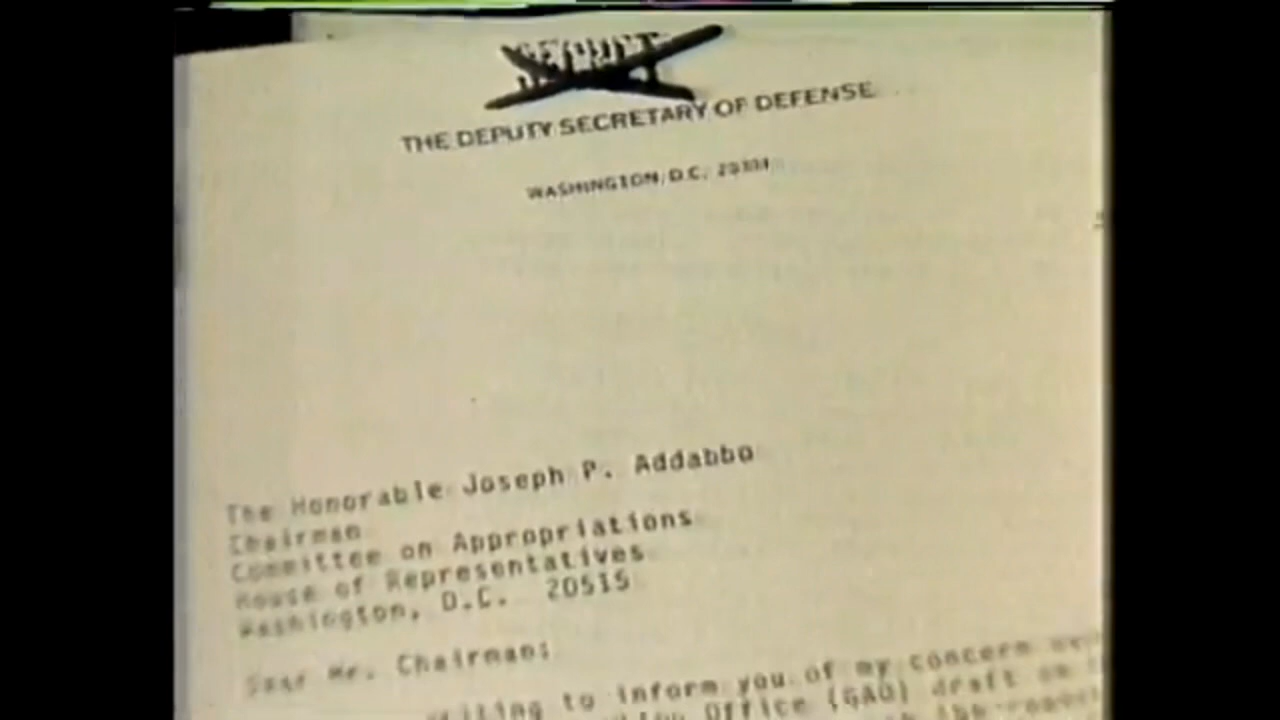 SECRET
THE DEPUTY SECRETARY OF DEFENSE
WASHINGTON, D.C. 20301
The Honorable Joseph P. Addabbo
Chairman
Committee on Appropriations
House of Representatives
Washington, D.C. 20515
Dear Mr. Chairman:
to inform you of my concern
Office (GAO) draft on